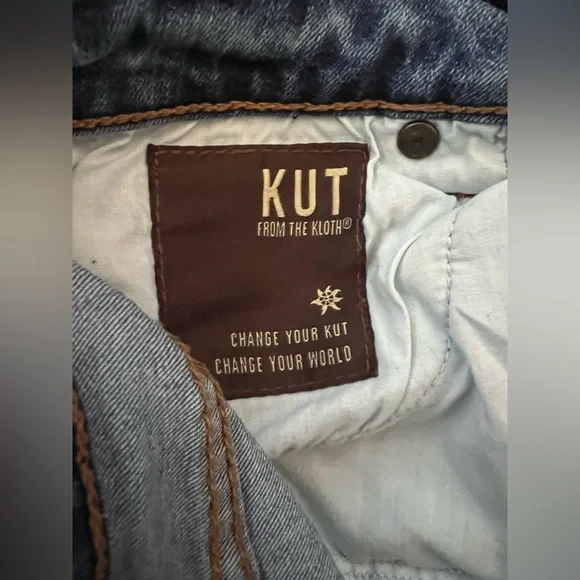 KUT
FROM THE KLOTH®
CHANGE YOUR KUT
CHANGE YOUR WORLD